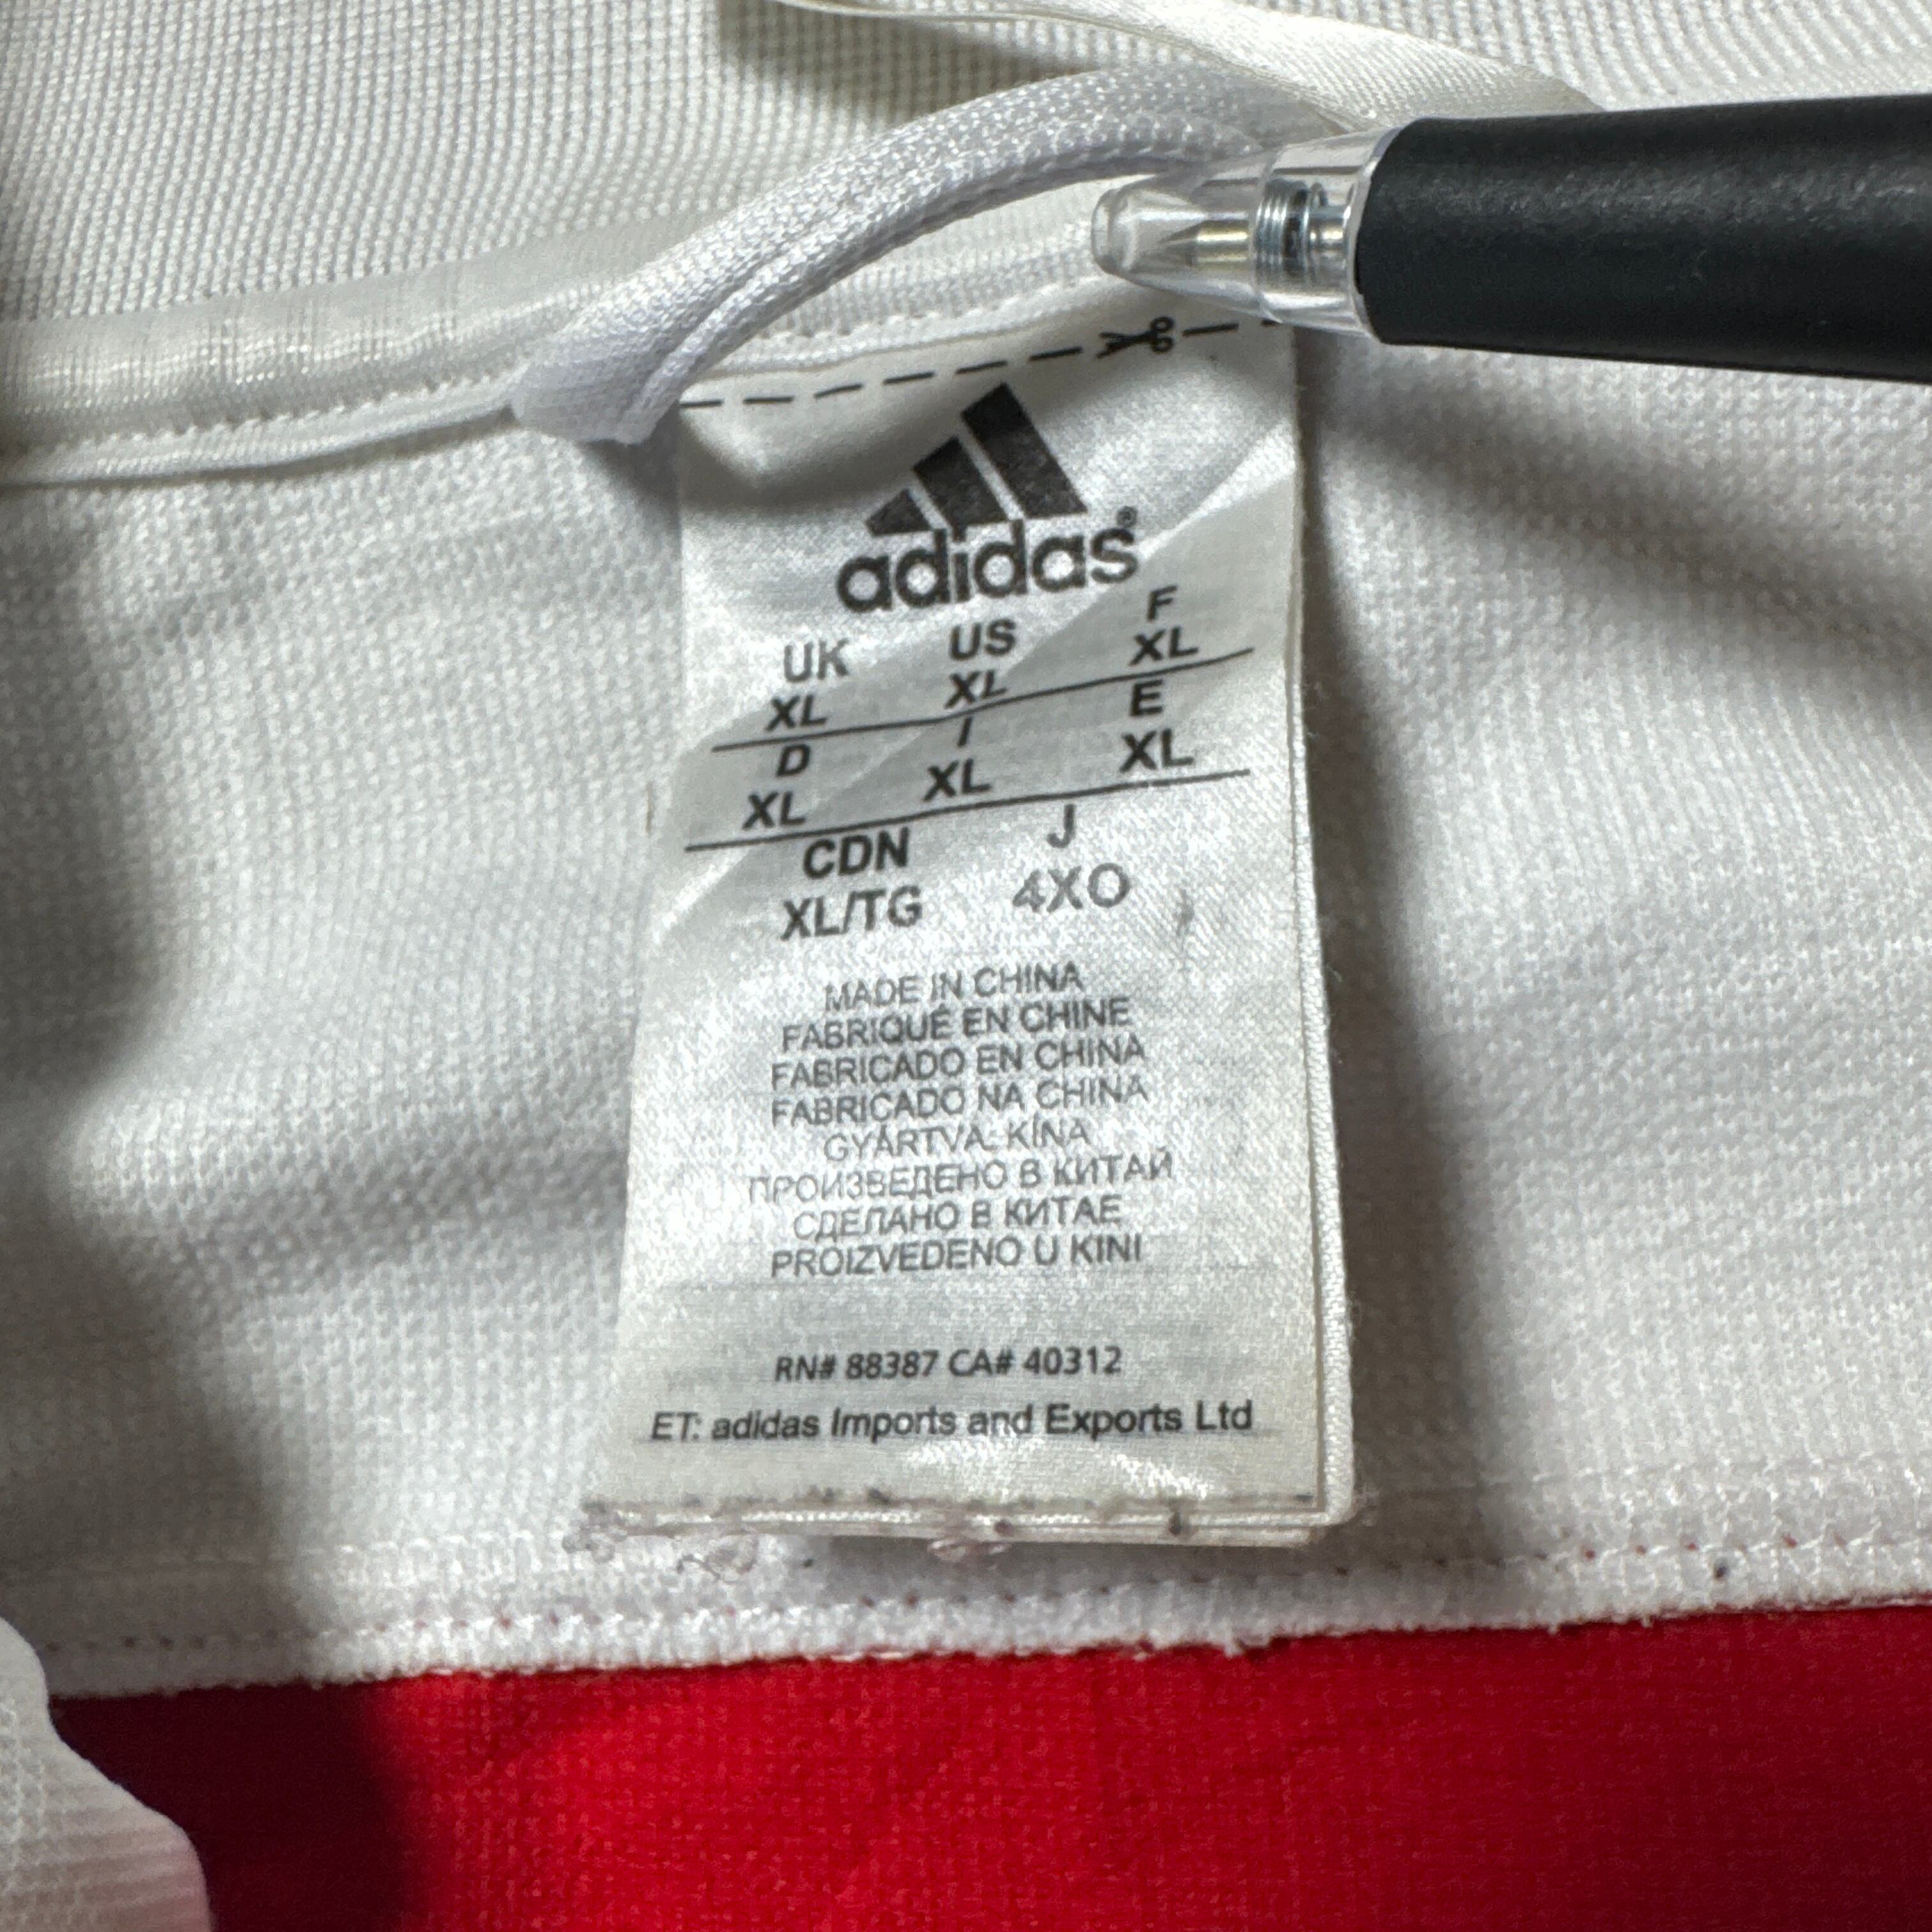 adidas®
UK US F
XL XL XL
D I E
XL XL XL
CDN J
XL/TG 4XO
MADE IN CHINA
FABRIQUÉ EN CHINE
FABRICADO EN CHINA
FABRICADO NA CHINA
GYÁRTVA: KÍNA
ПРОИЗВЕДЕНО В КИТАЙ
СДЕЛАНО В КИТАЕ
PROIZVEDENO U KINI
RN# 88387 CA# 40312
ET: adidas Imports and Exports Ltd